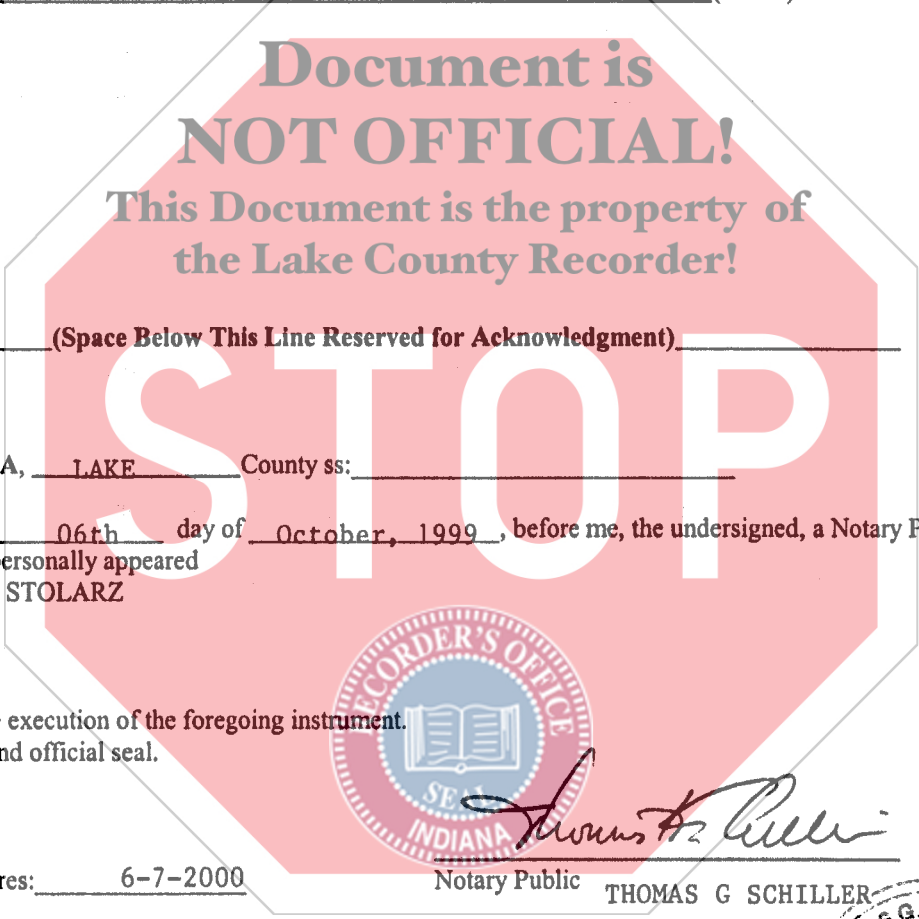 Document is
NOT OFFICIAL!
This Document is the property of
the Lake County Recorder!
(Space Below This Line Reserved for Acknowledgment)
STOP
A, LAKE County ss:
06th day of October, 1999, before me, the undersigned, a Notary P
ersonally appeared
STOLARZ
RECORDER'S OFFICE
execution of the foregoing instrument.
nd official seal.
SEAL
INDIANA
res: 6-7-2000
Notary Public THOMAS G SCHILLER